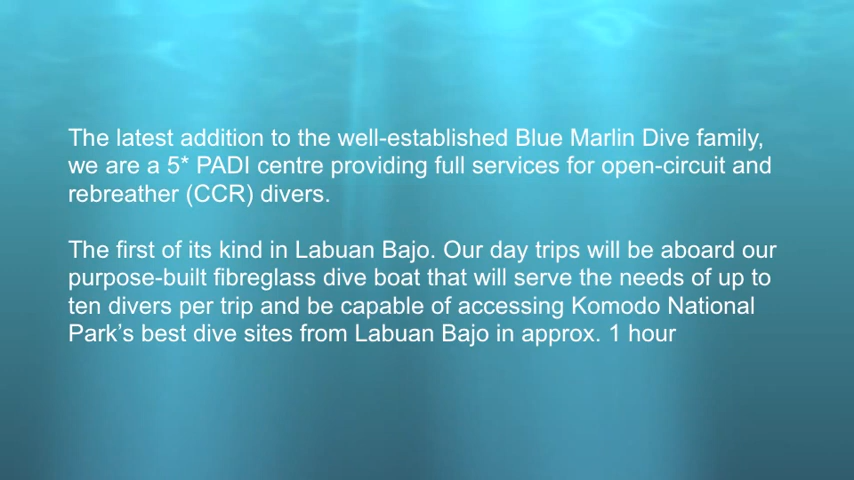 The latest addition to the well-established Blue Marlin Dive family,
we are a 5* PADI centre providing full services for open-circuit and
rebreather (CCR) divers.
The first of its kind in Labuan Bajo. Our day trips will be aboard our
purpose-built fibreglass dive boat that will serve the needs of up to
ten divers per trip and be capable of accessing Komodo National
Park’s best dive sites from Labuan Bajo in approx. 1 hour